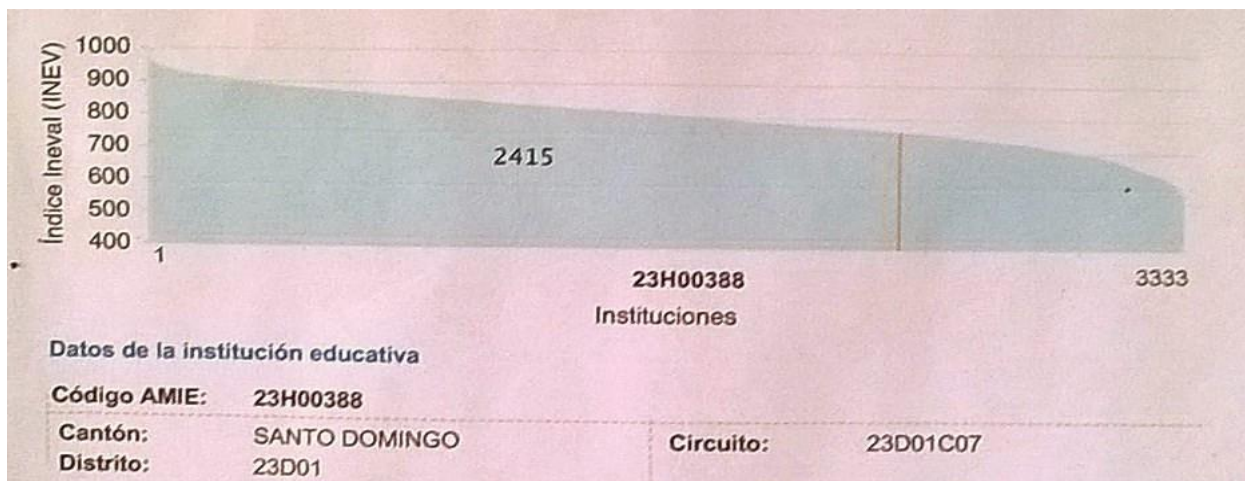 Índice Ineval (INEV)
1000
900
800
700
600
500
400
2415
1
23H00388
3333
Instituciones
Datos de la institución educativa
Código AMIE: 23H00388
Cantón: SANTO DOMINGO Circuito: 23D01C07
Distrito: 23D01